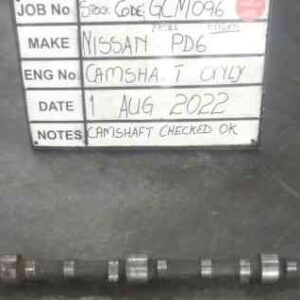 JOB No STOCK CODE GCM096
MAKE NISSAN PD6
ENG No. CAMSHA T ONLY
DATE 1 AUG 2022
NOTES CAMSHAFT CHECKED OK